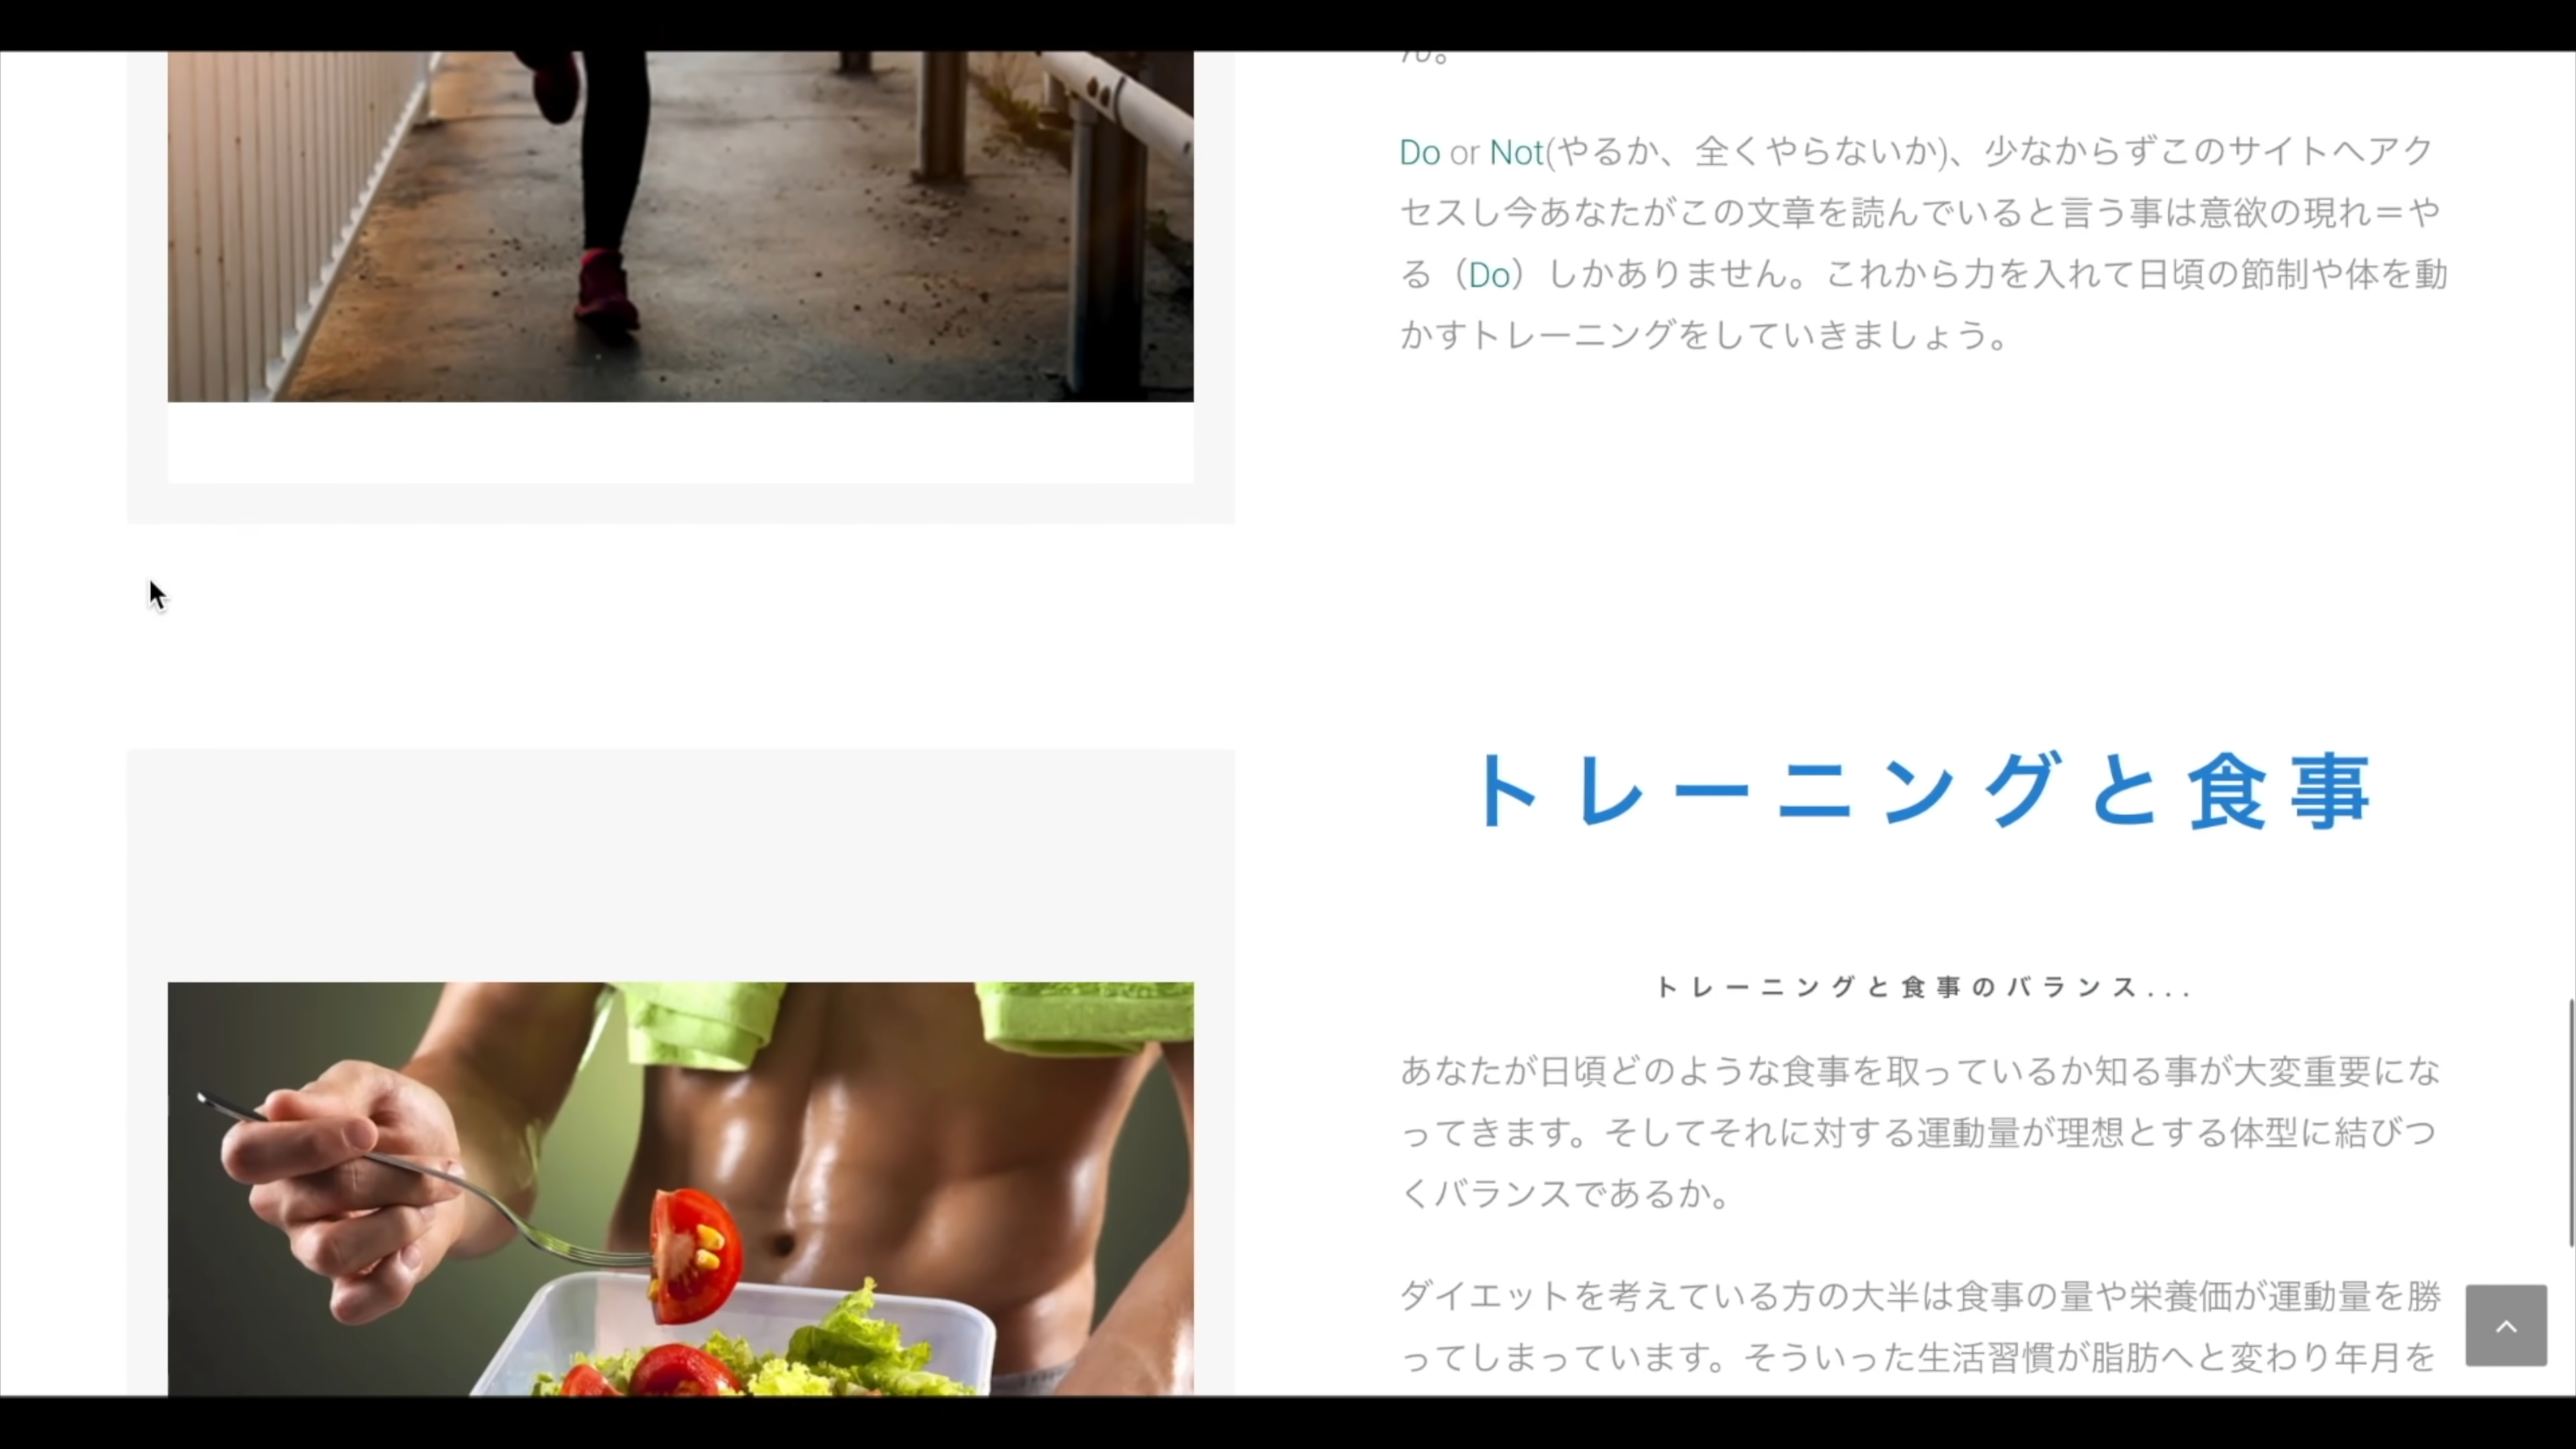 Do or Not(やるか、全くやらないか)、少なからずこのサイトへアク
セスし今あなたがこの文章を読んでいると言う事は意欲の現れ＝や
る（Do）しかありません。これから力を入れて日頃の節制や体を動
かすトレーニングをしていきましょう。
トレーニングと食事
トレーニングと食事のバランス...
あなたが日頃どのような食事を取っているか知る事が大変重要にな
ってきます。そしてそれに対する運動量が理想とする体型に結びつ
くバランスであるか。
ダイエットを考えている方の大半は食事の量や栄養価が運動量を勝
ってしまっています。そういった生活習慣が脂肪へと変わり年月を